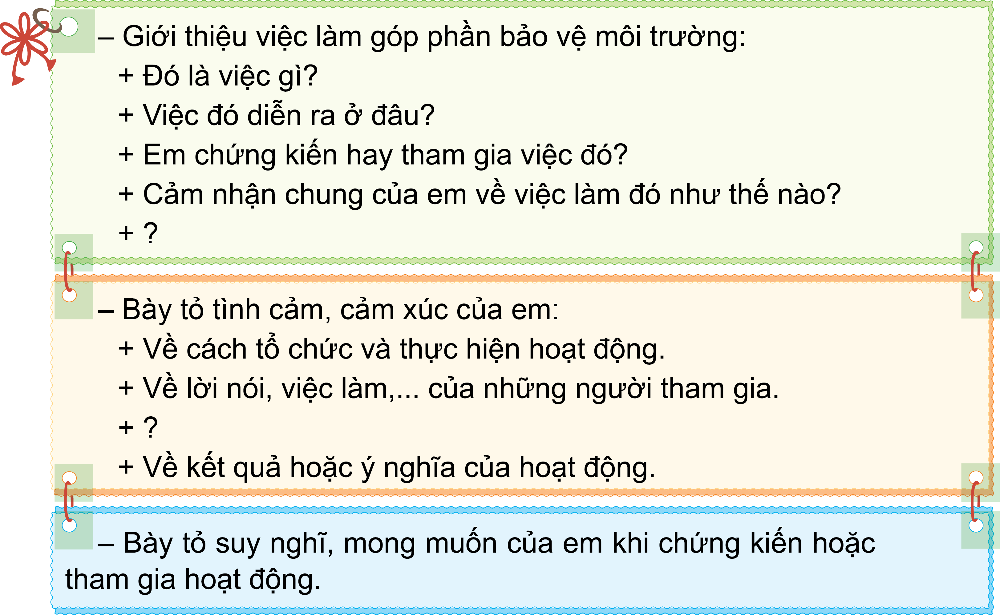 – Giới thiệu việc làm góp phần bảo vệ môi trường:
+ Đó là việc gì?
+ Việc đó diễn ra ở đâu?
+ Em chứng kiến hay tham gia việc đó?
+ Cảm nhận chung của em về việc làm đó như thế nào?
+ ?
– Bày tỏ tình cảm, cảm xúc của em:
+ Về cách tổ chức và thực hiện hoạt động.
+ Về lời nói, việc làm,... của những người tham gia.
+ ?
+ Về kết quả hoặc ý nghĩa của hoạt động.
– Bày tỏ suy nghĩ, mong muốn của em khi chứng kiến hoặc
tham gia hoạt động.